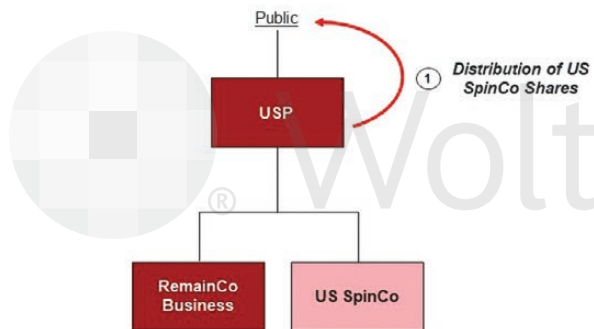 Public
1
Distribution of US
SpinCo Shares
USP
® Wolt
RemainCo
Business
US SpinCo